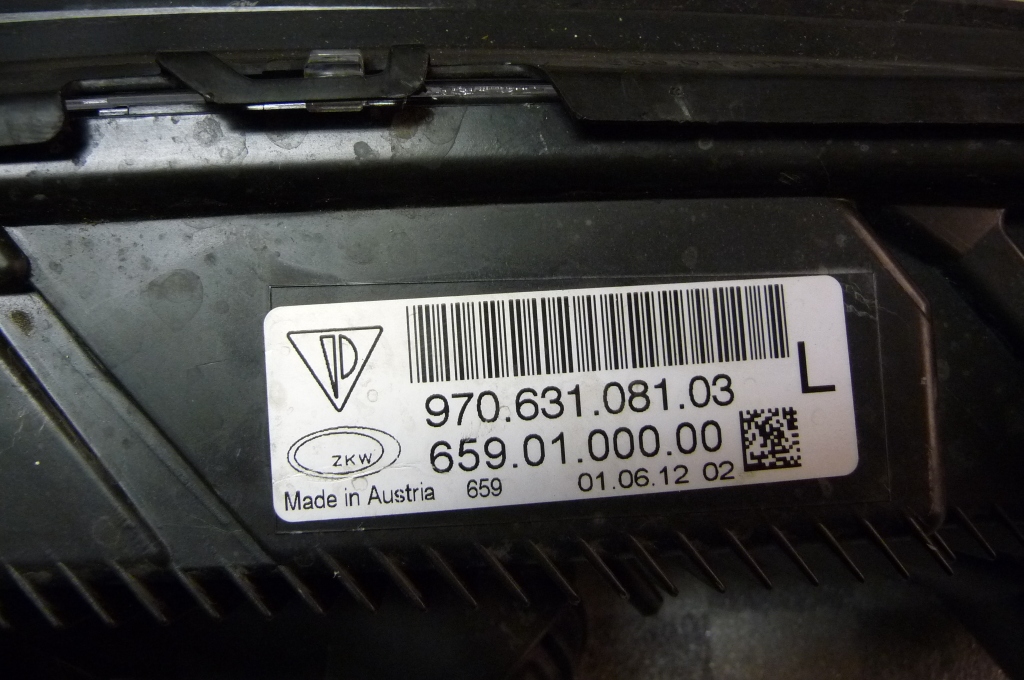 970.631.081.03
L
659.01.000.00
ZKW
Made in Austria 659 01.06.12 02